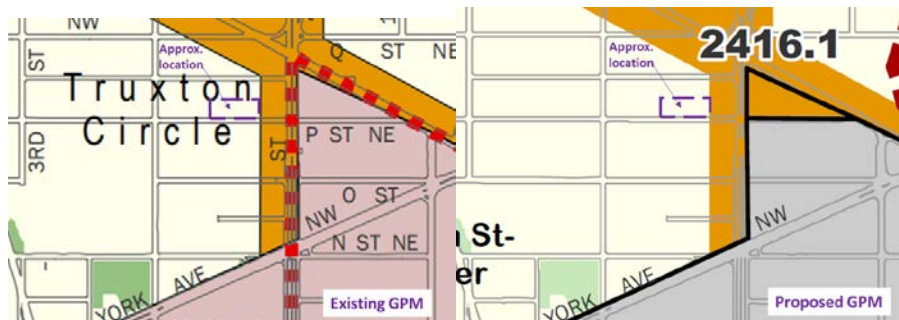 NW
ST
Q ST NE
Approx.
location
Truxton
Circle
3RD
ST
P ST NE
O ST
NW
N ST NE
YORK AVE
Existing GPM
2416.1
Approx.
location
NW
St-
er
YORK AVE
Proposed GPM